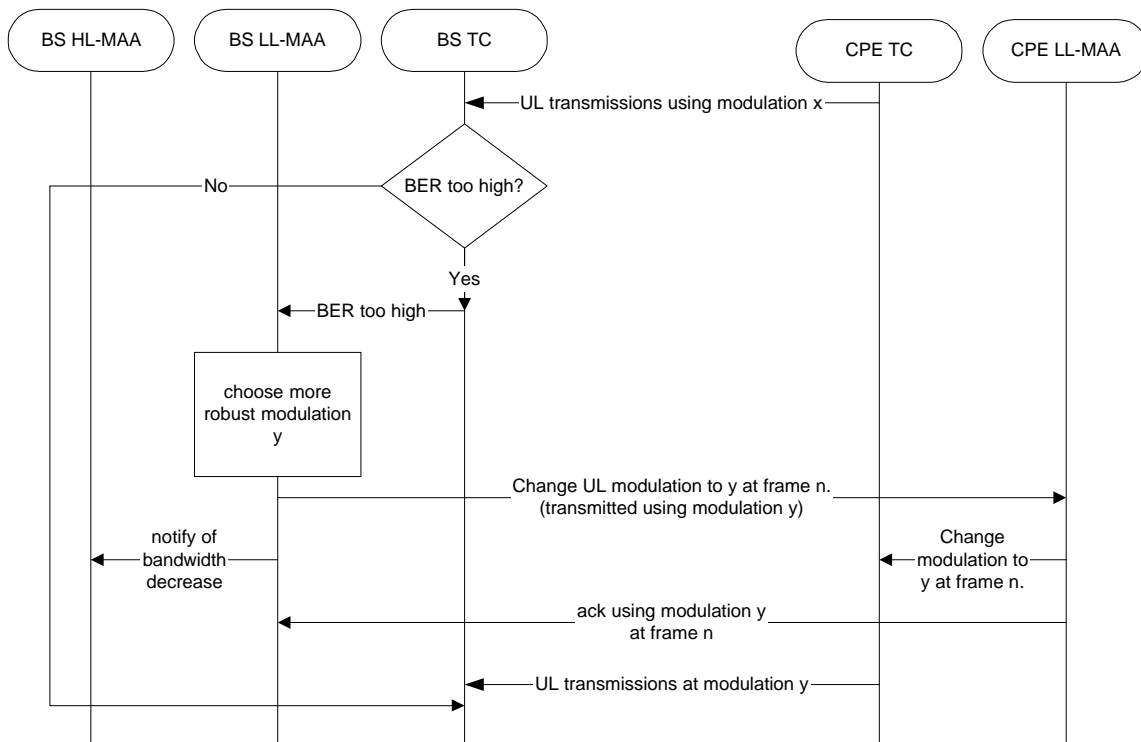 BS HL-MAA
BS LL-MAA
BS TC
CPE TC
CPE LL-MAA
UL transmissions using modulation x
No
BER too high?
Yes
BER too high
choose more
robust modulation
y
Change UL modulation to y at frame n.
(transmitted using modulation y)
notify of
bandwidth
decrease
Change
modulation to
y at frame n.
ack using modulation y
at frame n
UL transmissions at modulation y